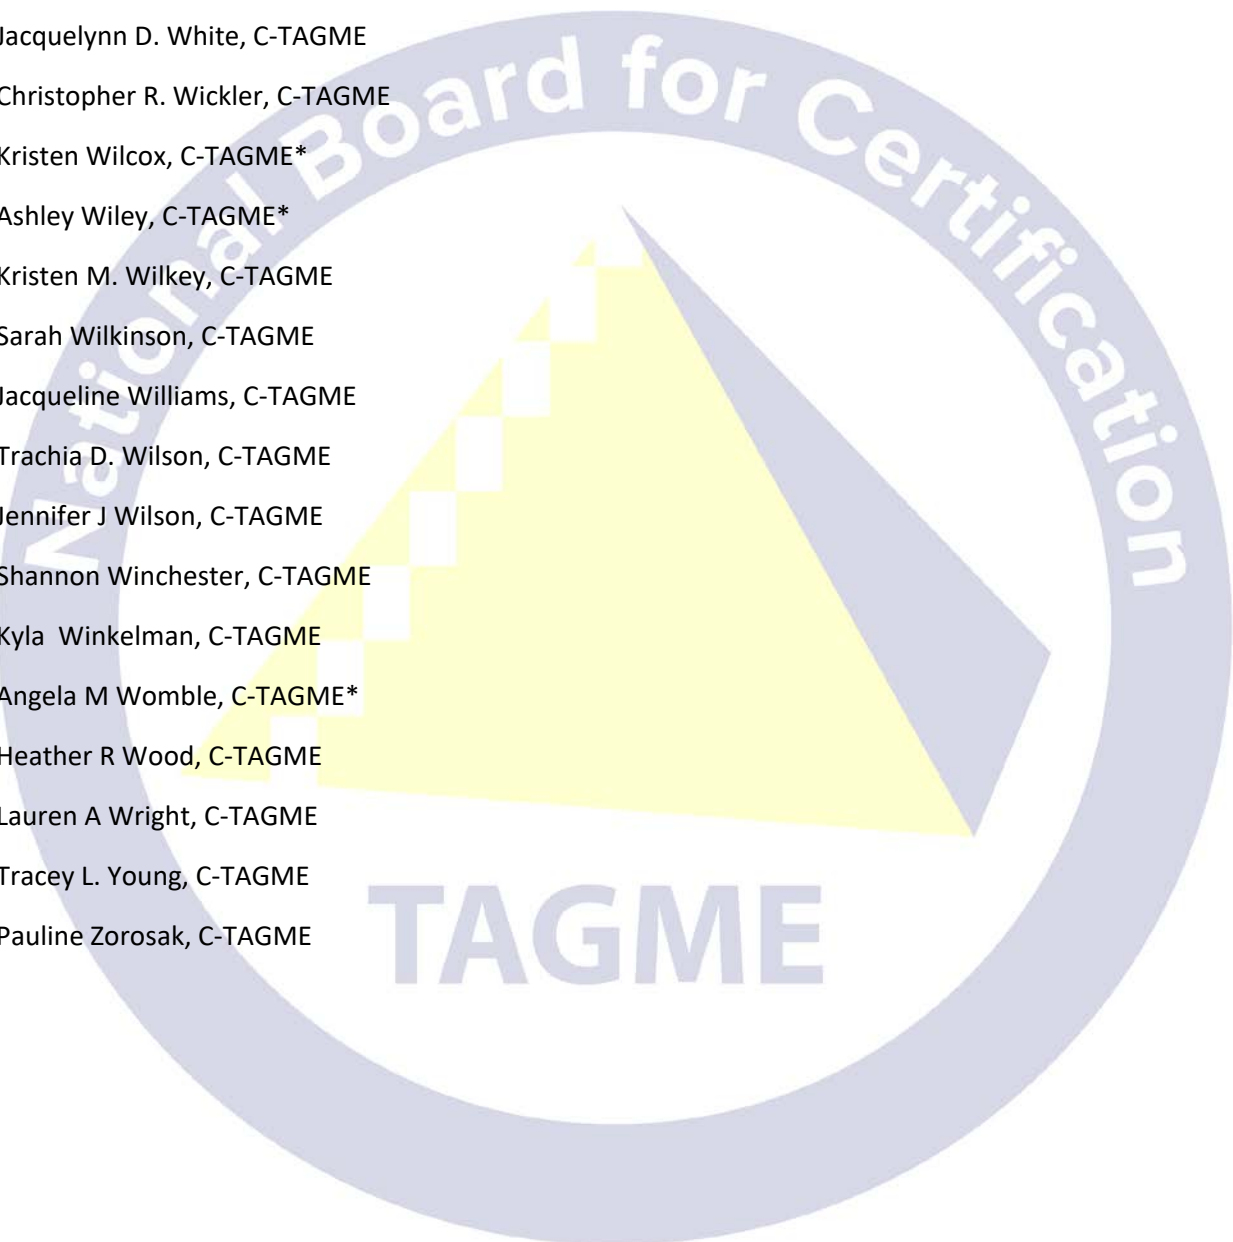 Jacquelynn D. White, C-TAGME
Christopher R. Wickler, C-TAGME
Kristen Wilcox, C-TAGME*
Ashley Wiley, C-TAGME*
Kristen M. Wilkey, C-TAGME
Sarah Wilkinson, C-TAGME
Jacqueline Williams, C-TAGME
Trachia D. Wilson, C-TAGME
Jennifer J Wilson, C-TAGME
Shannon Winchester, C-TAGME
Kyla  Winkelman, C-TAGME
Angela M Womble, C-TAGME*
Heather R Wood, C-TAGME
Lauren A Wright, C-TAGME
Tracey L. Young, C-TAGME
Pauline Zorosak, C-TAGME
National Board for Certification
TAGME